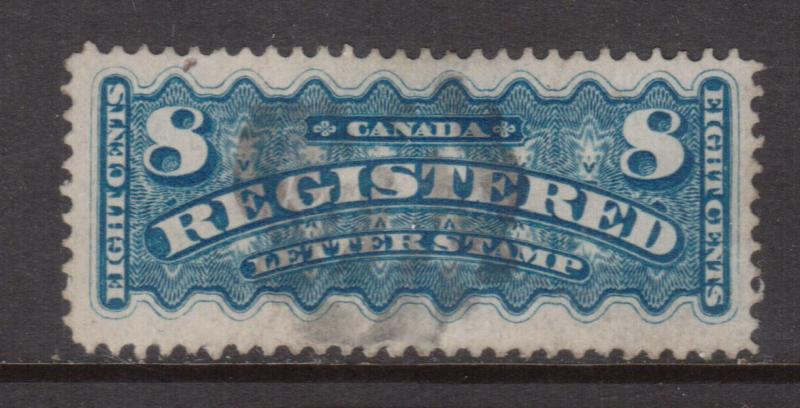 EIGHT CENTS
8
CANADA
8
EIGHT CENTS
REGISTERED
LETTER STAMP